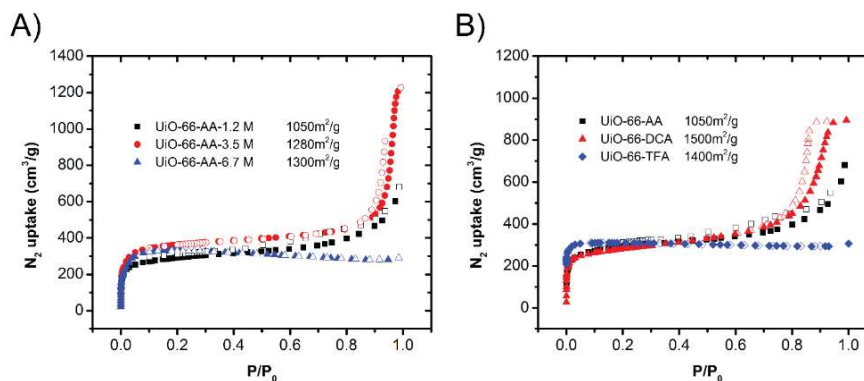 A)
1400
1200
1000
800
600
400
200
0
N₂ uptake (cm³/g)
UiO-66-AA-1.2 M 1050m²/g
UiO-66-AA-3.5 M 1280m²/g
UiO-66-AA-6.7 M 1300m²/g
0.0 0.2 0.4 0.6 0.8 1.0
P/P₀
B)
1200
1000
800
600
400
200
0
N₂ uptake (cm³/g)
UiO-66-AA 1050m²/g
UiO-66-DCA 1500m²/g
UiO-66-TFA 1400m²/g
0.0 0.2 0.4 0.6 0.8 1.0
P/P₀